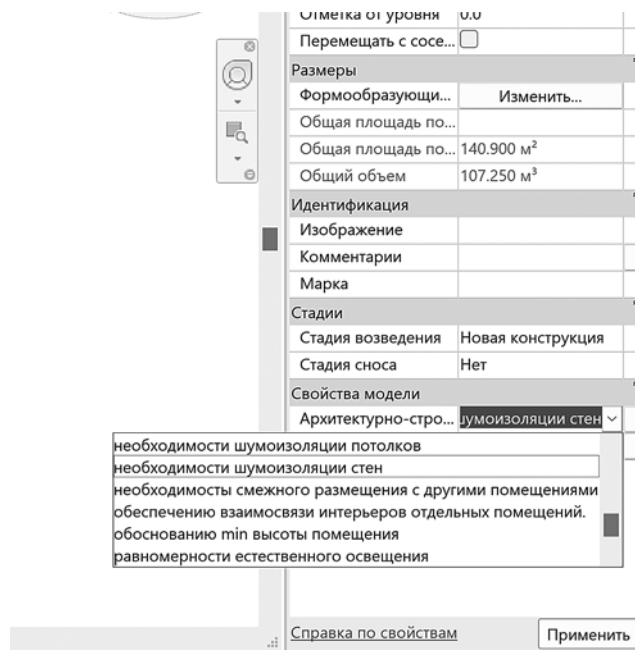 Отметка от уровня 0.0
Перемещать с сосе...
Размеры
Формообразующи... Изменить...
Общая площадь по...
Общая площадь по... 140.900 м²
Общий объем 107.250 м³
Идентификация
Изображение
Комментарии
Марка
Стадии
Стадия возведения Новая конструкция
Стадия сноса Нет
Свойства модели
Архитектурно-стро... шумоизоляции стен
необходимости шумоизоляции потолков
необходимости шумоизоляции стен
необходимосты смежного размещения с другими помещениями
обеспечению взаимосвязи интерьеров отдельных помещений.
обоснованию min высоты помещения
равномерности естественного освещения
Справка по свойствам Применить